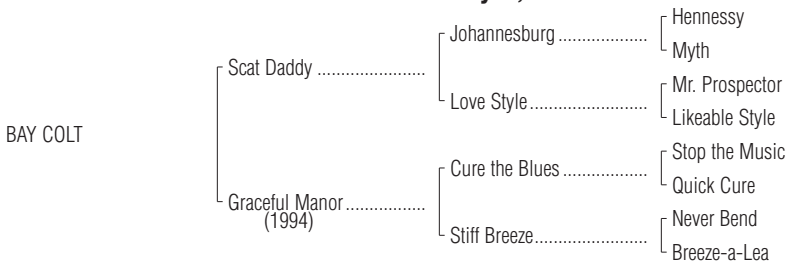 Hennessy
Johannesburg ...................
Myth
Scat Daddy .......................
Mr. Prospector
Love Style.........................
Likeable Style
BAY COLT
Stop the Music
Cure the Blues ..................
Quick Cure
Graceful Manor.................
(1994)
Never Bend
Stiff Breeze........................
Breeze-a-Lea